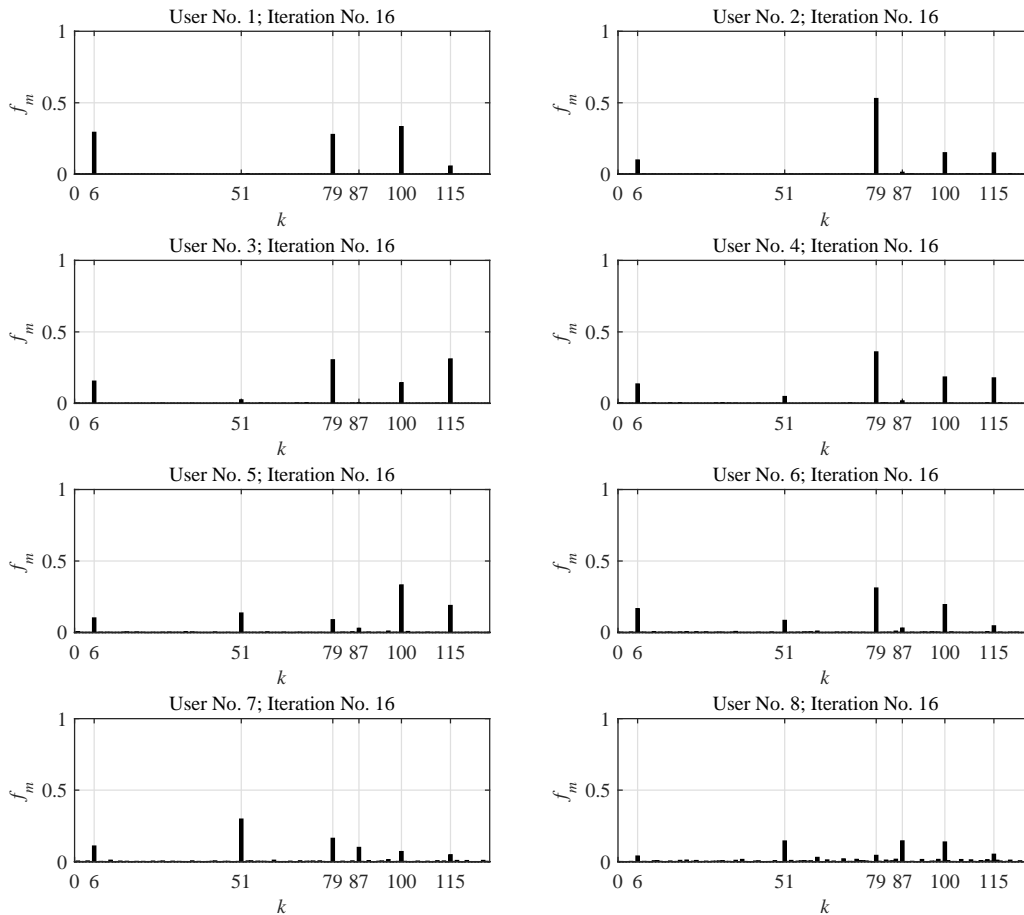 User No. 1; Iteration No. 16
1
0.5
0
f_m
0 6 51 79 87 100 115
k
User No. 2; Iteration No. 16
1
0.5
0
f_m
0 6 51 79 87 100 115
k
User No. 3; Iteration No. 16
1
0.5
0
f_m
0 6 51 79 87 100 115
k
User No. 4; Iteration No. 16
1
0.5
0
f_m
0 6 51 79 87 100 115
k
User No. 5; Iteration No. 16
1
0.5
0
f_m
0 6 51 79 87 100 115
k
User No. 6; Iteration No. 16
1
0.5
0
f_m
0 6 51 79 87 100 115
k
User No. 7; Iteration No. 16
1
0.5
0
f_m
0 6 51 79 87 100 115
k
User No. 8; Iteration No. 16
1
0.5
0
f_m
0 6 51 79 87 100 115
k